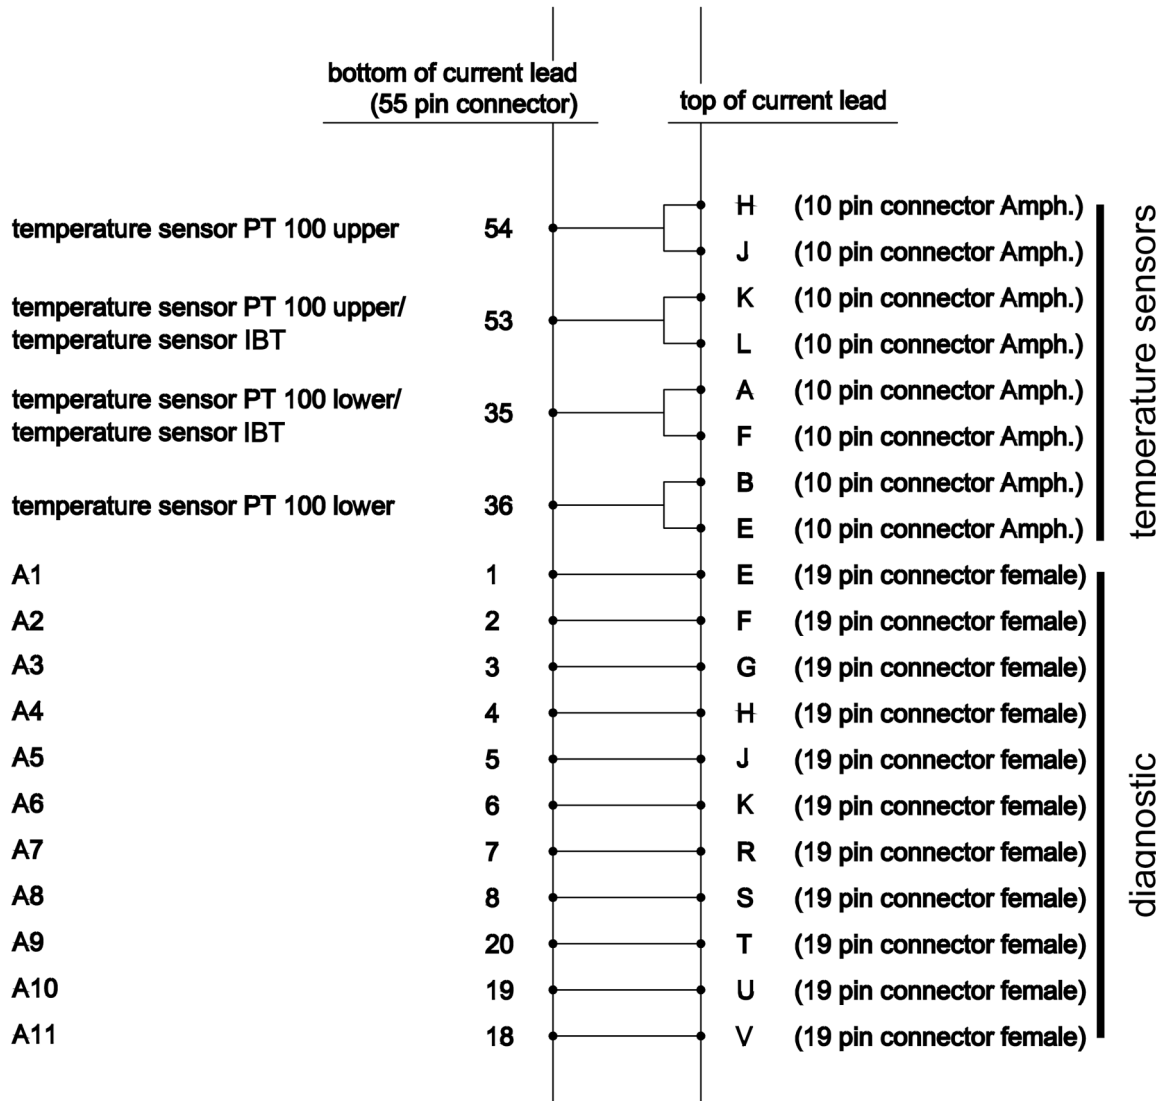 bottom of current lead
(55 pin connector)
top of current lead
temperature sensor PT 100 upper 54 H (10 pin connector Amph.)
J (10 pin connector Amph.)
temperature sensor PT 100 upper/
temperature sensor IBT 53 K (10 pin connector Amph.)
L (10 pin connector Amph.)
temperature sensor PT 100 lower/
temperature sensor IBT 35 A (10 pin connector Amph.)
F (10 pin connector Amph.)
temperature sensor PT 100 lower 36 B (10 pin connector Amph.)
E (10 pin connector Amph.)
temperature sensors
A1 1 E (19 pin connector female)
A2 2 F (19 pin connector female)
A3 3 G (19 pin connector female)
A4 4 H (19 pin connector female)
A5 5 J (19 pin connector female)
A6 6 K (19 pin connector female)
A7 7 R (19 pin connector female)
A8 8 S (19 pin connector female)
A9 20 T (19 pin connector female)
A10 19 U (19 pin connector female)
A11 18 V (19 pin connector female)
diagnostic